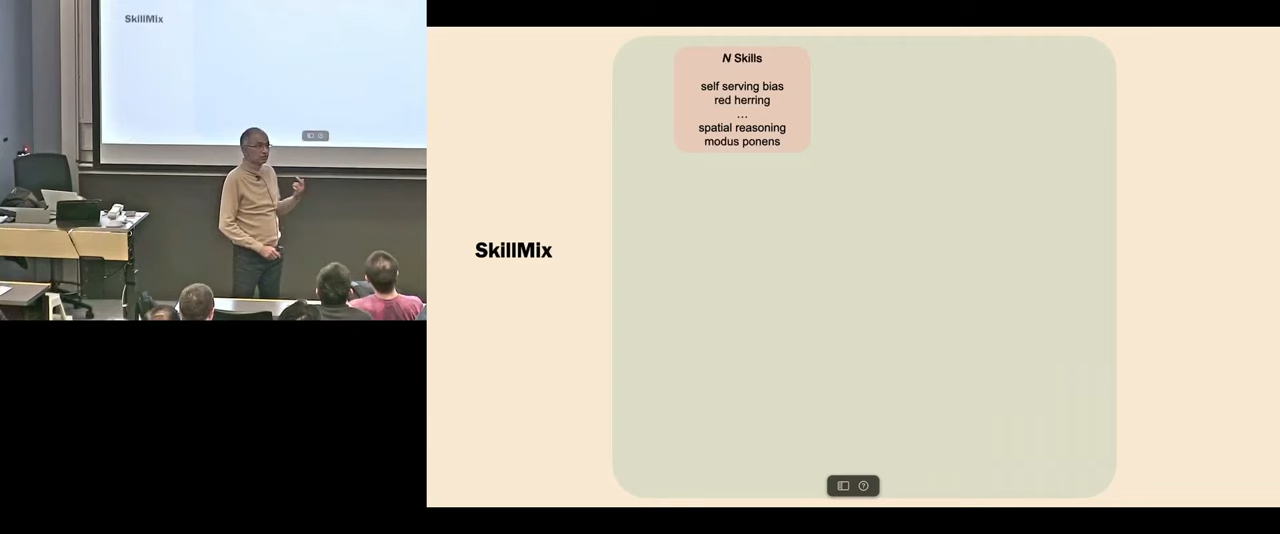 SkillMix
N Skills
self serving bias
red herring
...
spatial reasoning
modus ponens
SkillMix